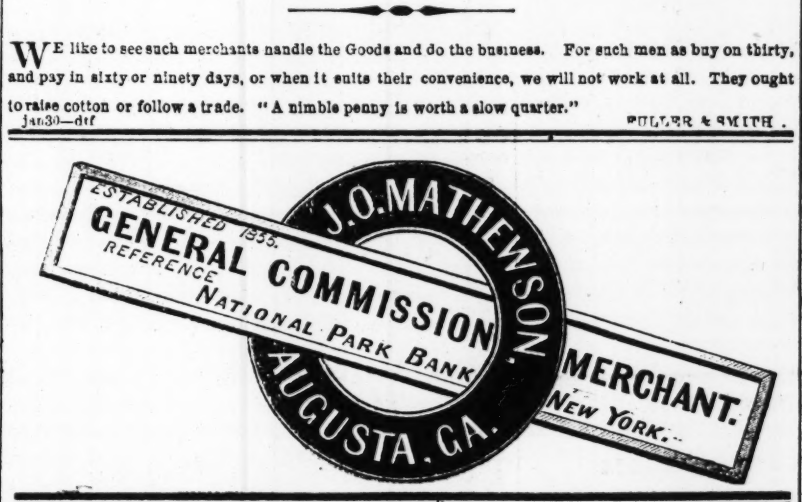 WE like to see such merchants handle the Goods and do the business. For such men as buy on thirty,
and pay in sixty or ninety days, or when it suits their convenience, we will not work at all. They ought
to raise cotton or follow a trade. "A nimble penny is worth a slow quarter."
jan30—dtf FULLER & SMITH.
J.O.MATHEWSON,
AUGUSTA, GA.
ESTABLISHED 1855.
GENERAL COMMISSION MERCHANT.
REFERENCE
NATIONAL PARK BANK NEW YORK.